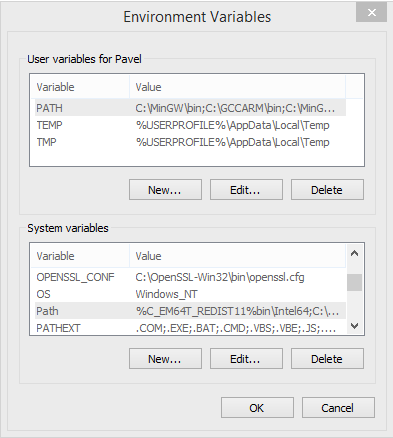 Environment Variables
User variables for Pavel
Variable Value
PATH C:\MinGW\bin;C:\GCCARM\bin;C:\MinG...
TEMP %USERPROFILE%\AppData\Local\Temp
TMP %USERPROFILE%\AppData\Local\Temp
New... Edit... Delete
System variables
Variable Value
OPENSSL_CONF C:\OpenSSL-Win32\bin\openssl.cfg
OS Windows_NT
Path %C_EM64T_REDIST11%bin\Intel64;C:\...
PATHEXT .COM;.EXE;.BAT;.CMD;.VBS;.VBE;.JS;....
New... Edit... Delete
OK Cancel